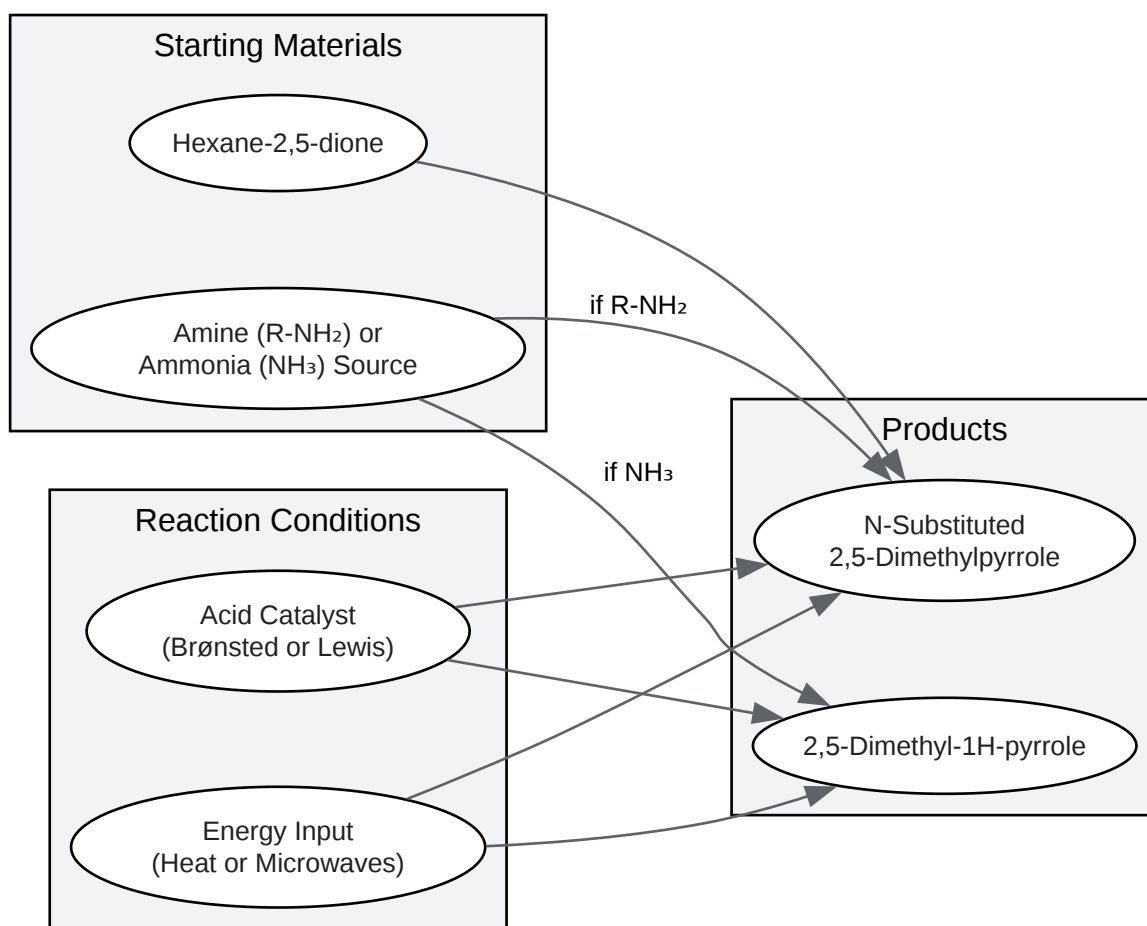 Starting Materials
Hexane-2,5-dione
Amine (R-NH₂) or
Ammonia (NH₃) Source
if R-NH₂
if NH₃
Products
N-Substituted
2,5-Dimethylpyrrole
2,5-Dimethyl-1H-pyrrole
Reaction Conditions
Acid Catalyst
(Brønsted or Lewis)
Energy Input
(Heat or Microwaves)